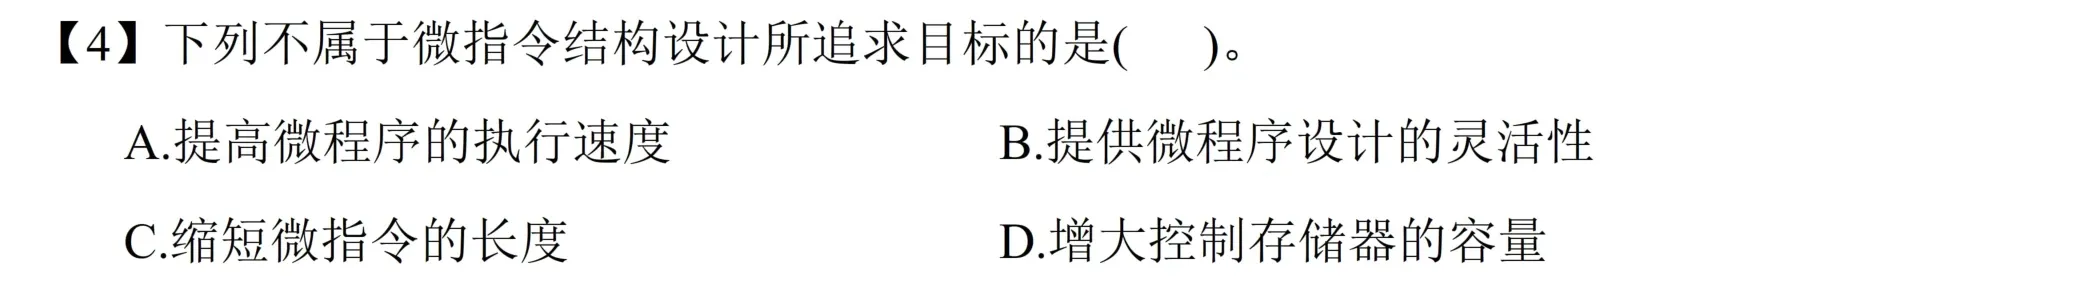 【4】下列不属于微指令结构设计所追求目标的是(　　)。
A.提高微程序的执行速度　　B.提供微程序设计的灵活性
C.缩短微指令的长度　　D.增大控制存储器的容量